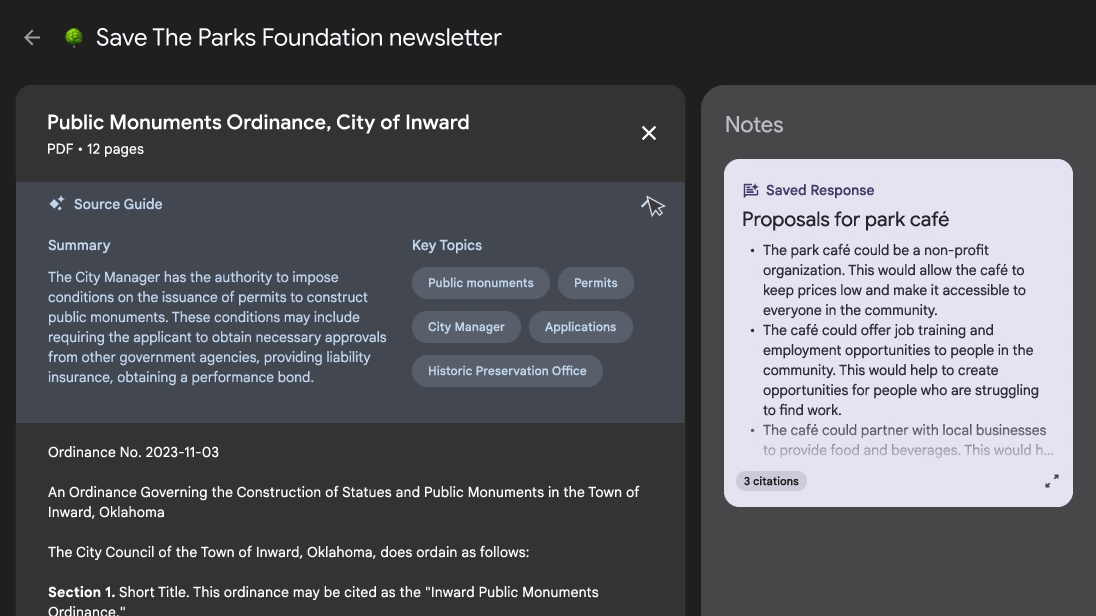 Save The Parks Foundation newsletter
Public Monuments Ordinance, City of Inward
PDF • 12 pages
Source Guide
Summary
The City Manager has the authority to impose
conditions on the issuance of permits to construct
public monuments. These conditions may include
requiring the applicant to obtain necessary approvals
from other government agencies, providing liability
insurance, obtaining a performance bond.
Key Topics
Public monuments
Permits
City Manager
Applications
Historic Preservation Office
Ordinance No. 2023-11-03
An Ordinance Governing the Construction of Statues and Public Monuments in the Town of
Inward, Oklahoma
The City Council of the Town of Inward, Oklahoma, does ordain as follows:
Section 1. Short Title. This ordinance may be cited as the "Inward Public Monuments
Ordinance."
Notes
Saved Response
Proposals for park café
• The park café could be a non-profit
organization. This would allow the café to
keep prices low and make it accessible to
everyone in the community.
• The café could offer job training and
employment opportunities to people in the
community. This would help to create
opportunities for people who are struggling
to find work.
• The café could partner with local businesses
to provide food and beverages. This would h...
3 citations